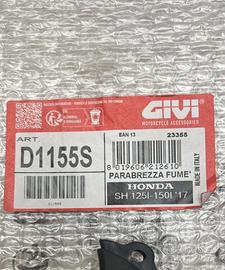 GIVI
MOTORCYCLE ACCESSORIES
ART.
D1155S
EAN 13
23355
8 019606 212610
PARABREZZA FUME'
HONDA
SH 125I-150I '17
MADE IN ITALY